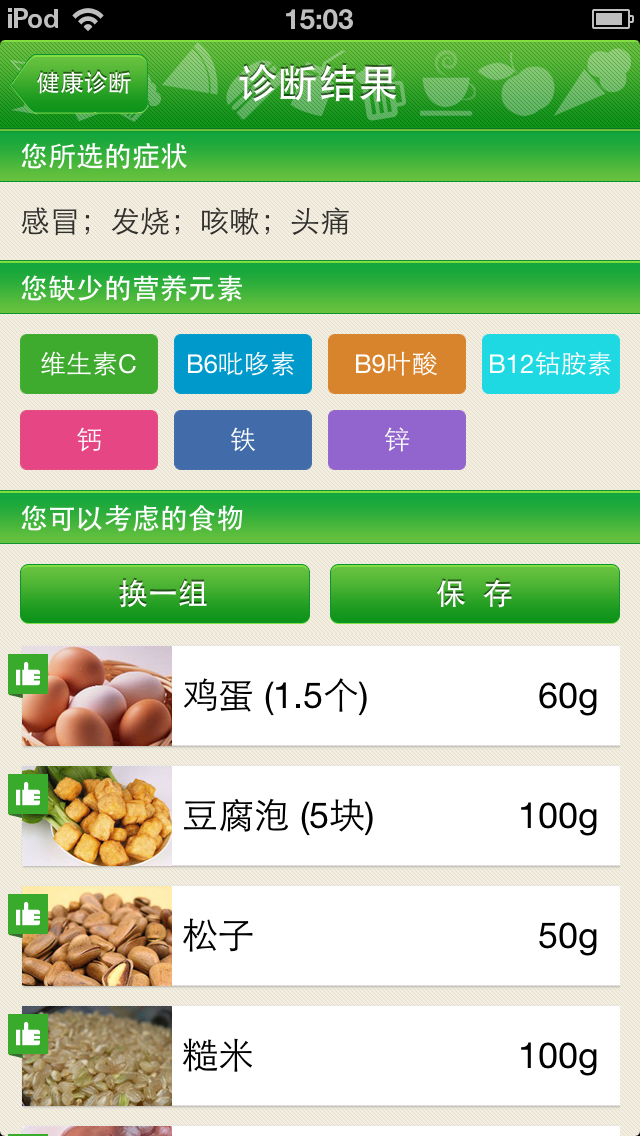 iPod 15:03
健康诊断 诊断结果
您所选的症状
感冒；发烧；咳嗽；头痛
您缺少的营养元素
维生素C B6吡哆素 B9叶酸 B12钴胺素
钙 铁 锌
您可以考虑的食物
换一组 保 存
鸡蛋 (1.5个) 60g
豆腐泡 (5块) 100g
松子 50g
糙米 100g